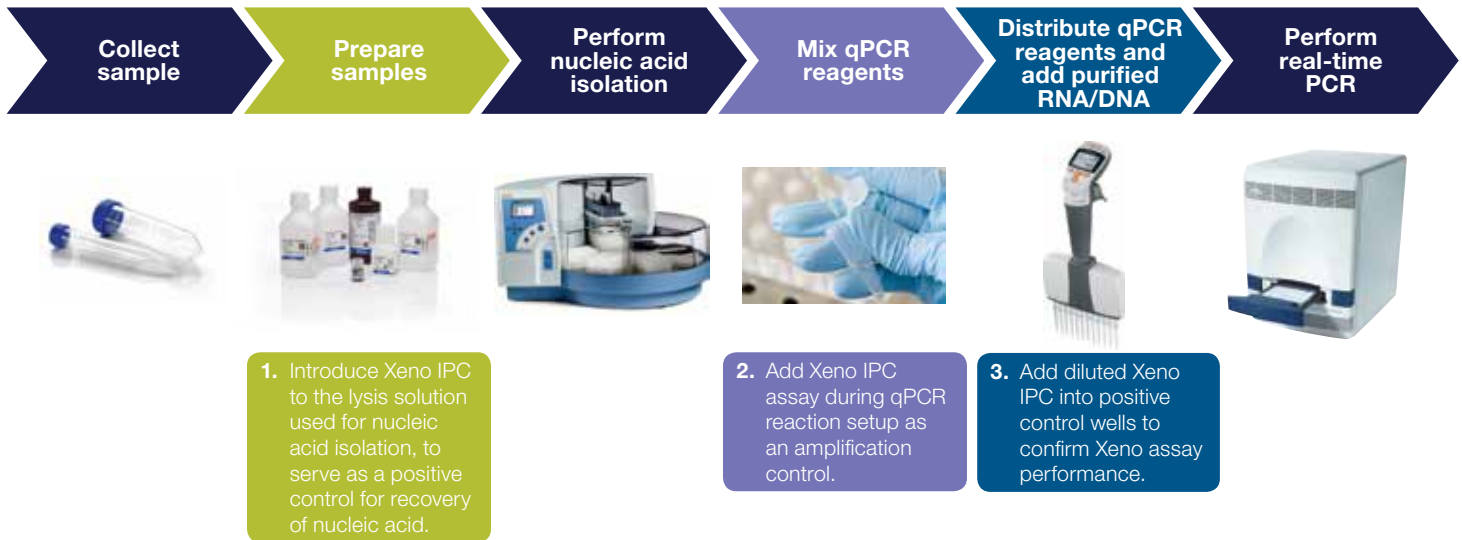 Collect
sample
Prepare
samples
Perform
nucleic acid
isolation
Mix qPCR
reagents
Distribute qPCR
reagents and
add purified
RNA/DNA
Perform
real-time
PCR
1. Introduce Xeno IPC
to the lysis solution
used for nucleic
acid isolation, to
serve as a positive
control for recovery
of nucleic acid.
2. Add Xeno IPC
assay during qPCR
reaction setup as
an amplification
control.
3. Add diluted Xeno
IPC into positive
control wells to
confirm Xeno assay
performance.